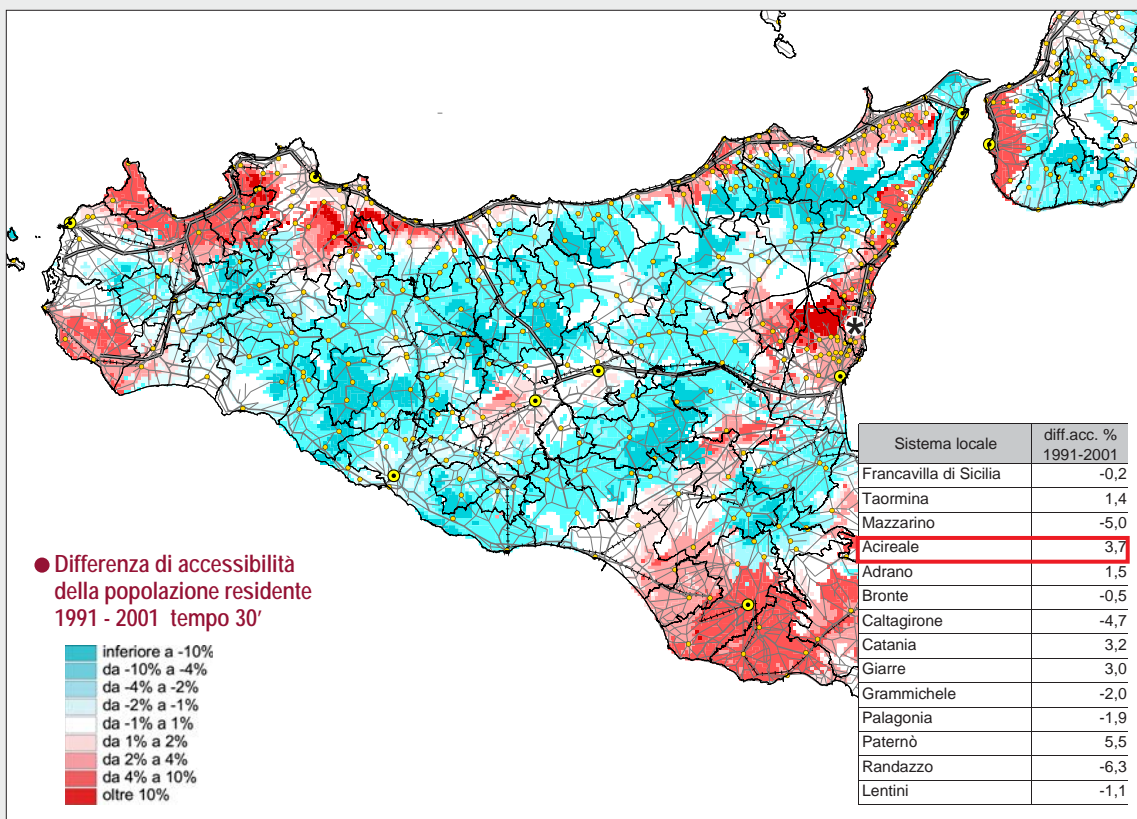 Sistema locale diff.acc. % 1991-2001
Francavilla di Sicilia -0,2
Taormina 1,4
Mazzarino -5,0
Acireale 3,7
Adrano 1,5
Bronte -0,5
Caltagirone -4,7
Catania 3,2
Giarre 3,0
Grammichele -2,0
Palagonia -1,9
Paternò 5,5
Randazzo -6,3
Lentini -1,1
Differenza di accessibilità
della popolazione residente
1991 - 2001 tempo 30'
inferiore a -10%
da -10% a -4%
da -4% a -2%
da -2% a -1%
da -1% a 1%
da 1% a 2%
da 2% a 4%
da 4% a 10%
oltre 10%